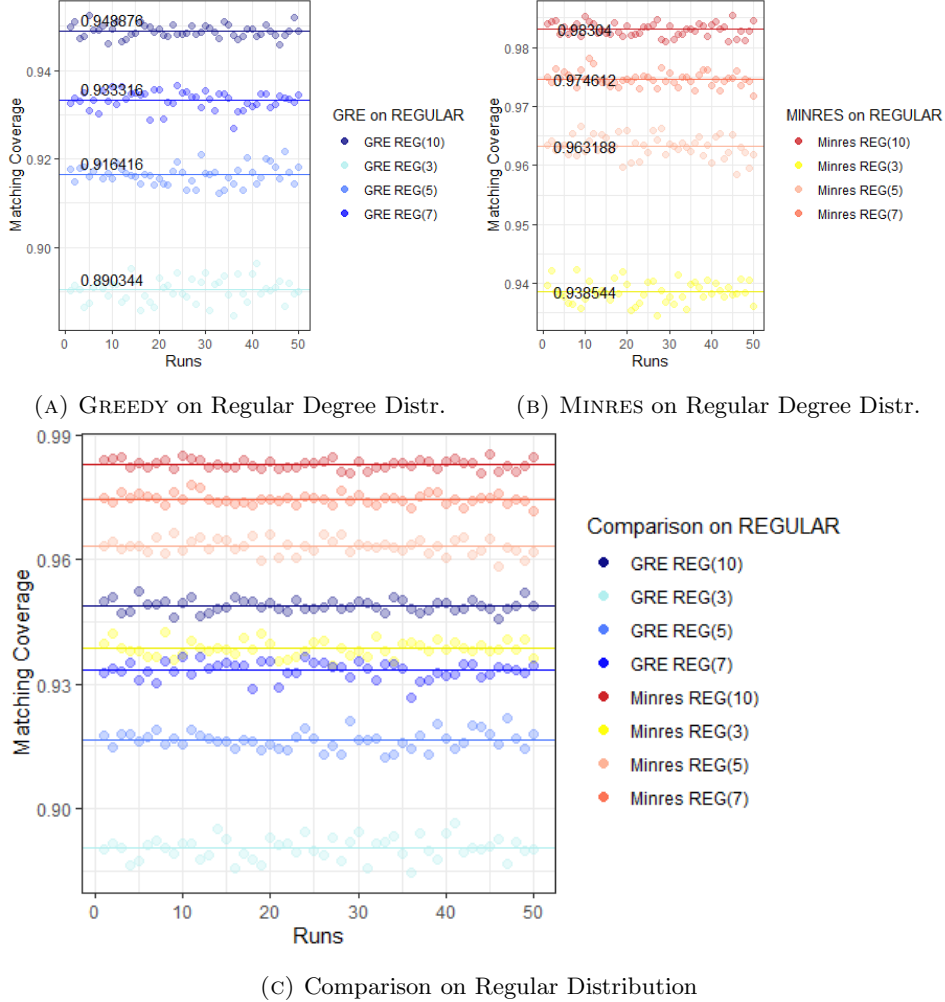 Matching Coverage
0.94
0.92
0.90
0.948876
0.933316
0.916416
0.890344
0 10 20 30 40 50
Runs
GRE on REGULAR
GRE REG(10)
GRE REG(3)
GRE REG(5)
GRE REG(7)
Matching Coverage
0.98
0.97
0.96
0.95
0.94
0.98304
0.974612
0.963188
0.938544
0 10 20 30 40 50
Runs
MINRES on REGULAR
Minres REG(10)
Minres REG(3)
Minres REG(5)
Minres REG(7)
(A) GREEDY on Regular Degree Distr.
(B) MINRES on Regular Degree Distr.
Matching Coverage
0.99
0.96
0.93
0.90
0 10 20 30 40 50
Runs
Comparison on REGULAR
GRE REG(10)
GRE REG(3)
GRE REG(5)
GRE REG(7)
Minres REG(10)
Minres REG(3)
Minres REG(5)
Minres REG(7)
(C) Comparison on Regular Distribution